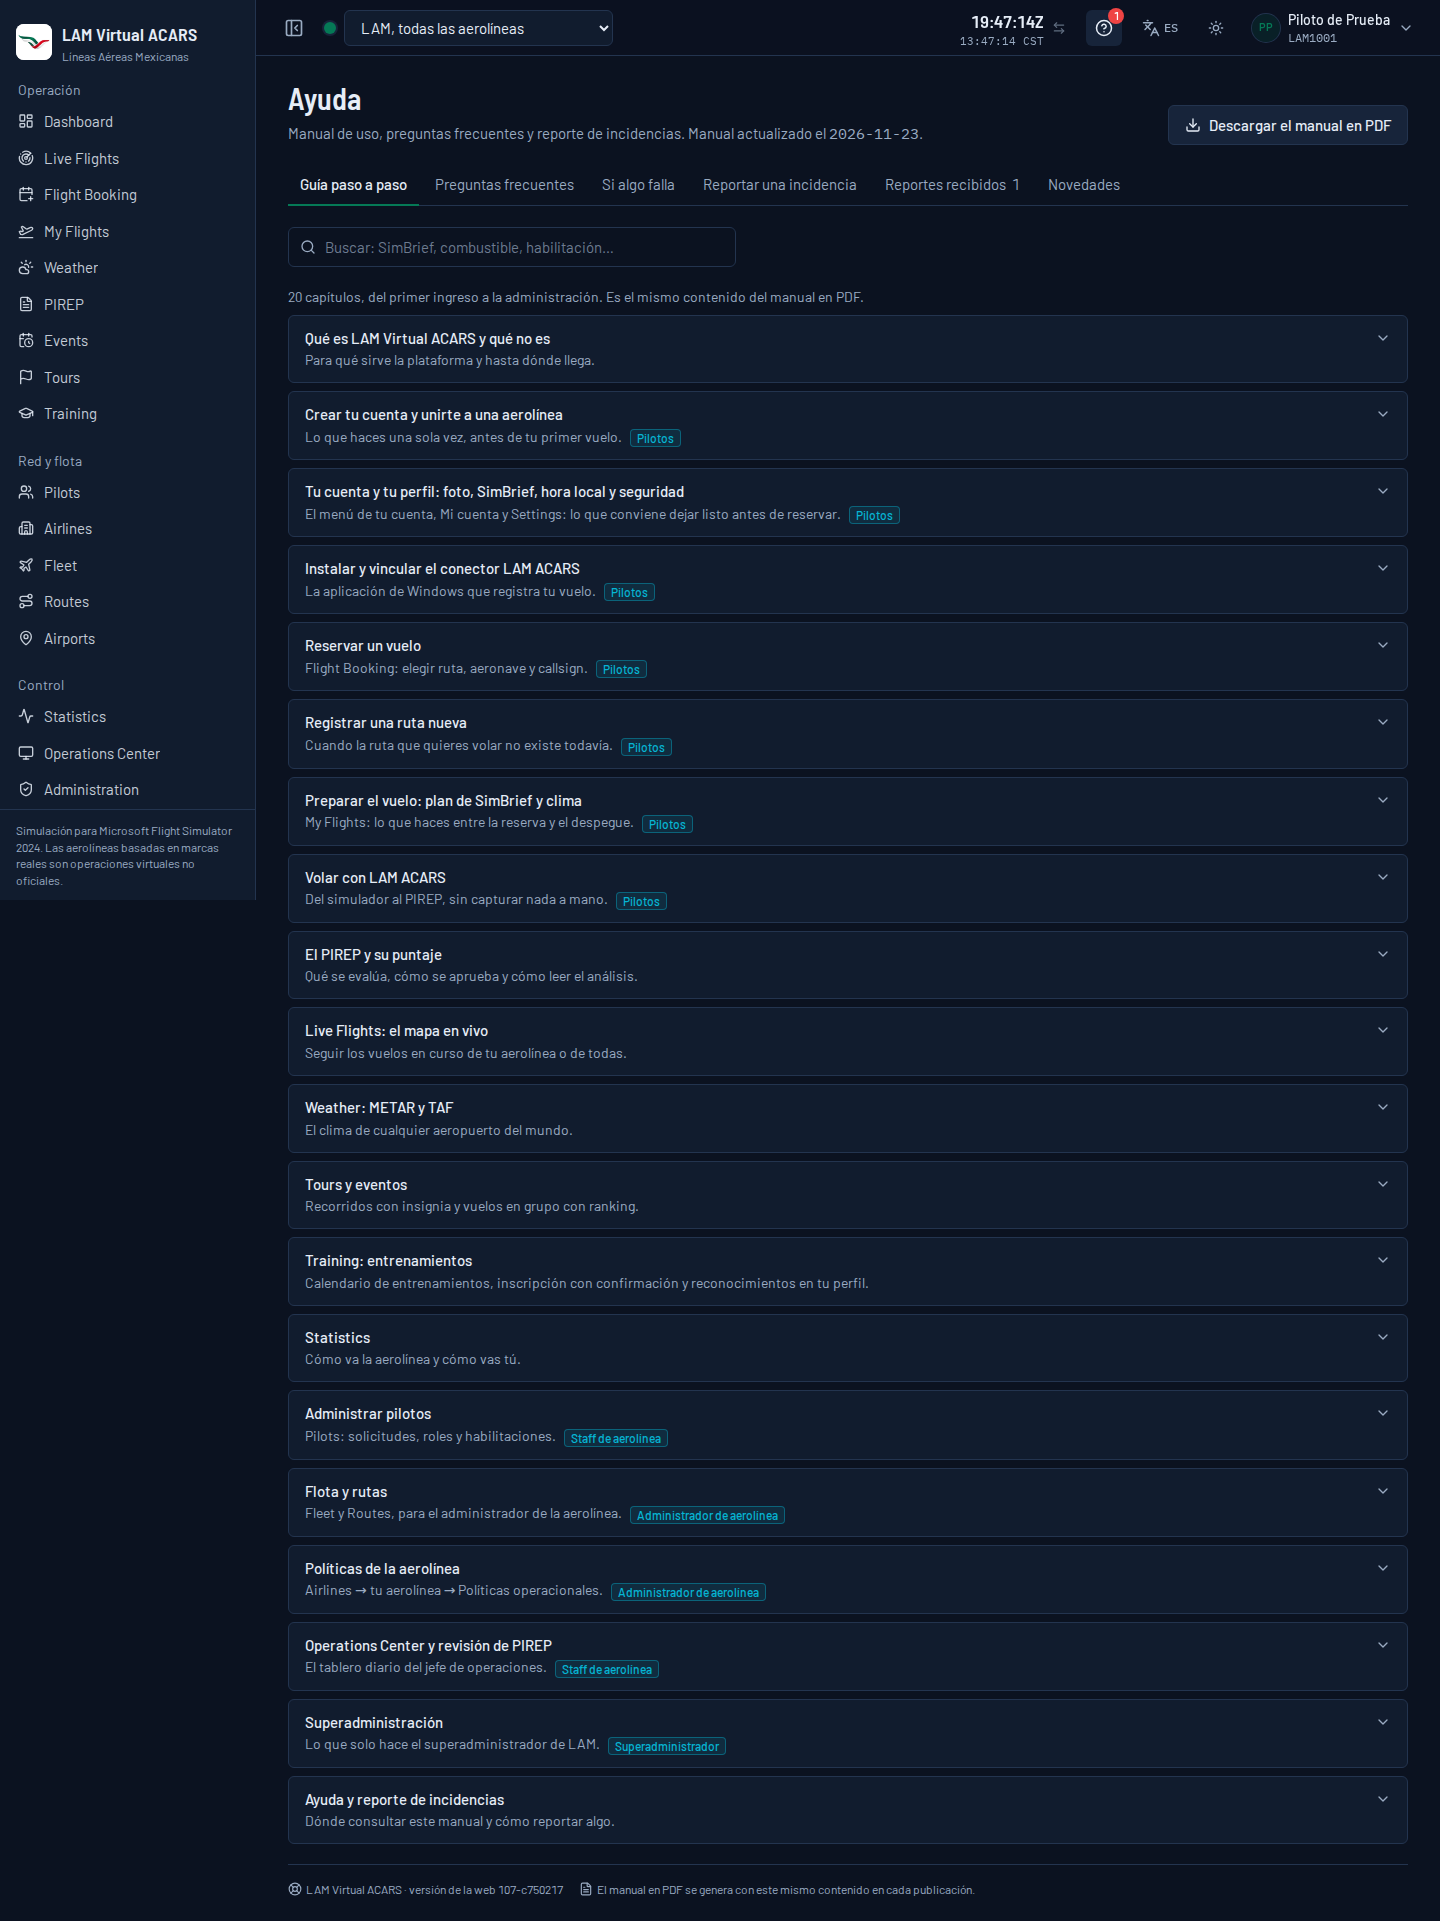 LAM Virtual ACARS
Líneas Aéreas Mexicanas
Operación
Dashboard
Live Flights
Flight Booking
My Flights
Weather
PIREP
Events
Tours
Training
Red y flota
Pilots
Airlines
Fleet
Routes
Airports
Control
Statistics
Operations Center
Administration
Simulación para Microsoft Flight Simulator
2024. Las aerolíneas basadas en marcas
reales son operaciones virtuales no
oficiales.
LAM, todas las aerolíneas
19:47:14Z
13:47:14 CST
1
ES
PP
Piloto de Prueba
LAM1001
Ayuda
Manual de uso, preguntas frecuentes y reporte de incidencias. Manual actualizado el 2026-11-23.
Descargar el manual en PDF
Guía paso a paso
Preguntas frecuentes
Si algo falla
Reportar una incidencia
Reportes recibidos 1
Novedades
Buscar: SimBrief, combustible, habilitación...
20 capítulos, del primer ingreso a la administración. Es el mismo contenido del manual en PDF.
Qué es LAM Virtual ACARS y qué no es
Para qué sirve la plataforma y hasta dónde llega.
Crear tu cuenta y unirte a una aerolínea
Lo que haces una sola vez, antes de tu primer vuelo. Pilotos
Tu cuenta y tu perfil: foto, SimBrief, hora local y seguridad
El menú de tu cuenta, Mi cuenta y Settings: lo que conviene dejar listo antes de reservar. Pilotos
Instalar y vincular el conector LAM ACARS
La aplicación de Windows que registra tu vuelo. Pilotos
Reservar un vuelo
Flight Booking: elegir ruta, aeronave y callsign. Pilotos
Registrar una ruta nueva
Cuando la ruta que quieres volar no existe todavía. Pilotos
Preparar el vuelo: plan de SimBrief y clima
My Flights: lo que haces entre la reserva y el despegue. Pilotos
Volar con LAM ACARS
Del simulador al PIREP, sin capturar nada a mano. Pilotos
El PIREP y su puntaje
Qué se evalúa, cómo se aprueba y cómo leer el análisis.
Live Flights: el mapa en vivo
Seguir los vuelos en curso de tu aerolínea o de todas.
Weather: METAR y TAF
El clima de cualquier aeropuerto del mundo.
Tours y eventos
Recorridos con insignia y vuelos en grupo con ranking.
Training: entrenamientos
Calendario de entrenamientos, inscripción con confirmación y reconocimientos en tu perfil.
Statistics
Cómo va la aerolínea y cómo vas tú.
Administrar pilotos
Pilots: solicitudes, roles y habilitaciones. Staff de aerolínea
Flota y rutas
Fleet y Routes, para el administrador de la aerolínea. Administrador de aerolínea
Políticas de la aerolínea
Airlines → tu aerolínea → Políticas operacionales. Administrador de aerolínea
Operations Center y revisión de PIREP
El tablero diario del jefe de operaciones. Staff de aerolínea
Superadministración
Lo que solo hace el superadministrador de LAM. Superadministrador
Ayuda y reporte de incidencias
Dónde consultar este manual y cómo reportar algo.
LAM Virtual ACARS · versión de la web 107-c750217
El manual en PDF se genera con este mismo contenido en cada publicación.